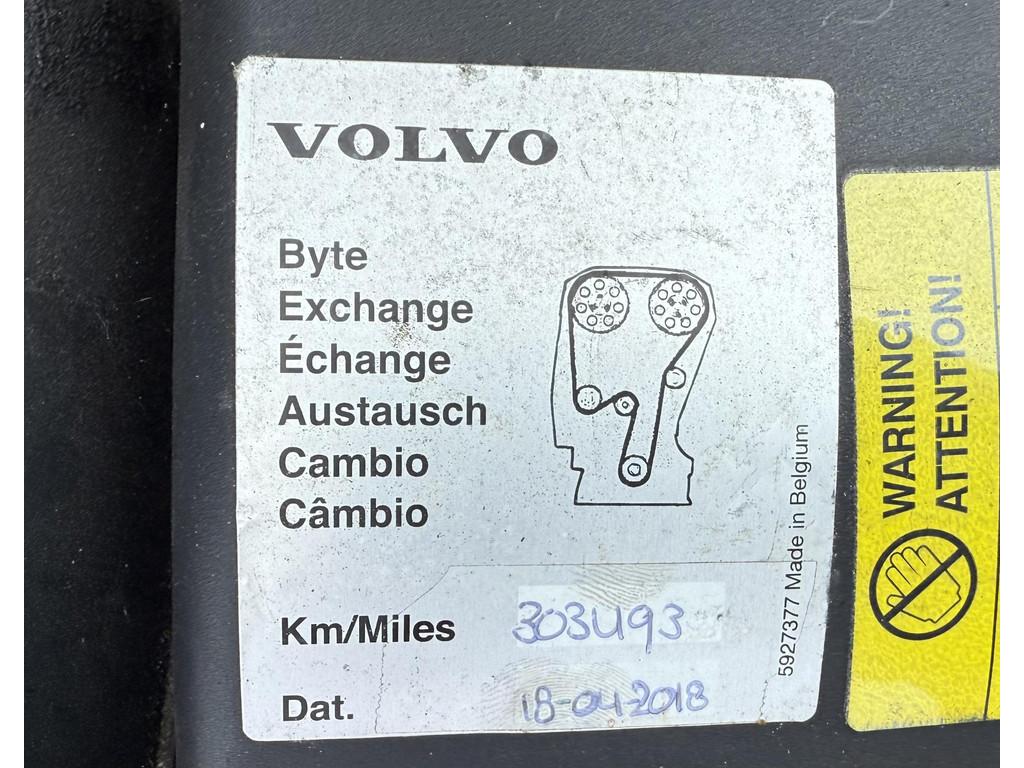 VOLVO
Byte
Exchange
Échange
Austausch
Cambio
Câmbio
Km/Miles 303493
Dat. 18-04-2018
5927377 Made in Belgium
WARNING!
ATTENTION!